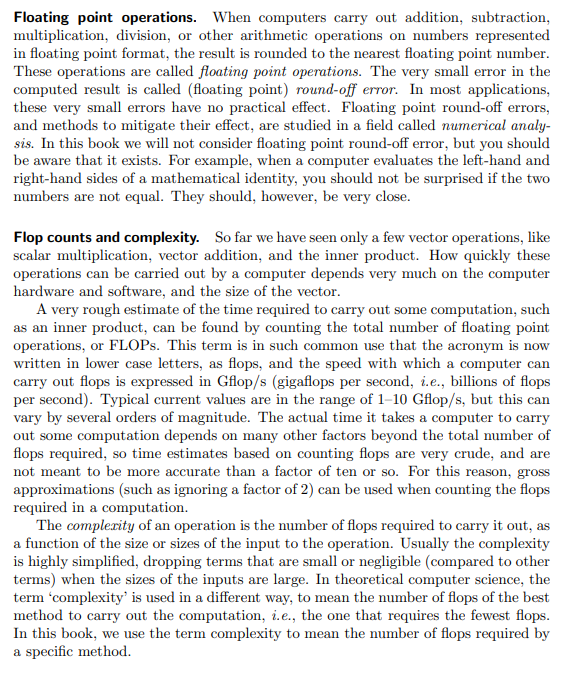 Floating point operations. When computers carry out addition, subtraction,
multiplication, division, or other arithmetic operations on numbers represented
in floating point format, the result is rounded to the nearest floating point number.
These operations are called floating point operations. The very small error in the
computed result is called (floating point) round-off error. In most applications,
these very small errors have no practical effect. Floating point round-off errors,
and methods to mitigate their effect, are studied in a field called numerical analy-
sis. In this book we will not consider floating point round-off error, but you should
be aware that it exists. For example, when a computer evaluates the left-hand and
right-hand sides of a mathematical identity, you should not be surprised if the two
numbers are not equal. They should, however, be very close.
Flop counts and complexity. So far we have seen only a few vector operations, like
scalar multiplication, vector addition, and the inner product. How quickly these
operations can be carried out by a computer depends very much on the computer
hardware and software, and the size of the vector.
A very rough estimate of the time required to carry out some computation, such
as an inner product, can be found by counting the total number of floating point
operations, or FLOPs. This term is in such common use that the acronym is now
written in lower case letters, as flops, and the speed with which a computer can
carry out flops is expressed in Gflop/s (gigaflops per second, i.e., billions of flops
per second). Typical current values are in the range of 1–10 Gflop/s, but this can
vary by several orders of magnitude. The actual time it takes a computer to carry
out some computation depends on many other factors beyond the total number of
flops required, so time estimates based on counting flops are very crude, and are
not meant to be more accurate than a factor of ten or so. For this reason, gross
approximations (such as ignoring a factor of 2) can be used when counting the flops
required in a computation.
The complexity of an operation is the number of flops required to carry it out, as
a function of the size or sizes of the input to the operation. Usually the complexity
is highly simplified, dropping terms that are small or negligible (compared to other
terms) when the sizes of the inputs are large. In theoretical computer science, the
term ‘complexity’ is used in a different way, to mean the number of flops of the best
method to carry out the computation, i.e., the one that requires the fewest flops.
In this book, we use the term complexity to mean the number of flops required by
a specific method.